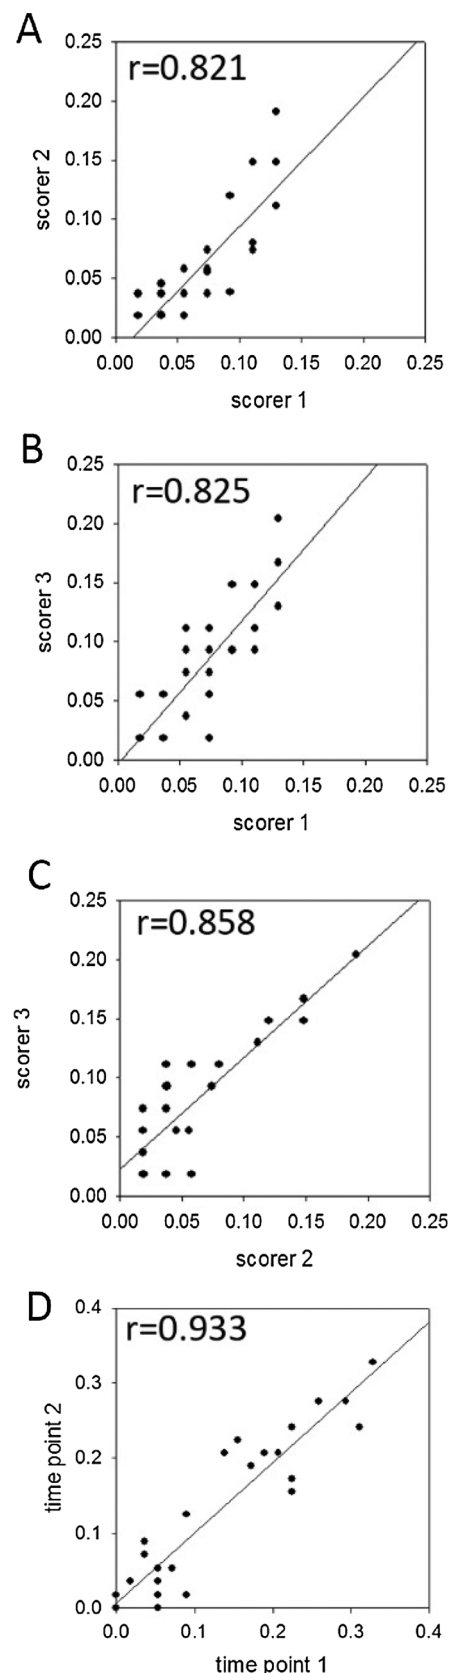 A
r=0.821
0.25
0.20
0.15
0.10
0.05
0.00
scorer 2
0.00 0.05 0.10 0.15 0.20 0.25
scorer 1
B
r=0.825
0.25
0.20
0.15
0.10
0.05
0.00
scorer 3
0.00 0.05 0.10 0.15 0.20 0.25
scorer 1
C
r=0.858
0.25
0.20
0.15
0.10
0.05
0.00
scorer 3
0.00 0.05 0.10 0.15 0.20 0.25
scorer 2
D
r=0.933
0.4
0.3
0.2
0.1
0.0
time point 2
0.0 0.1 0.2 0.3 0.4
time point 1